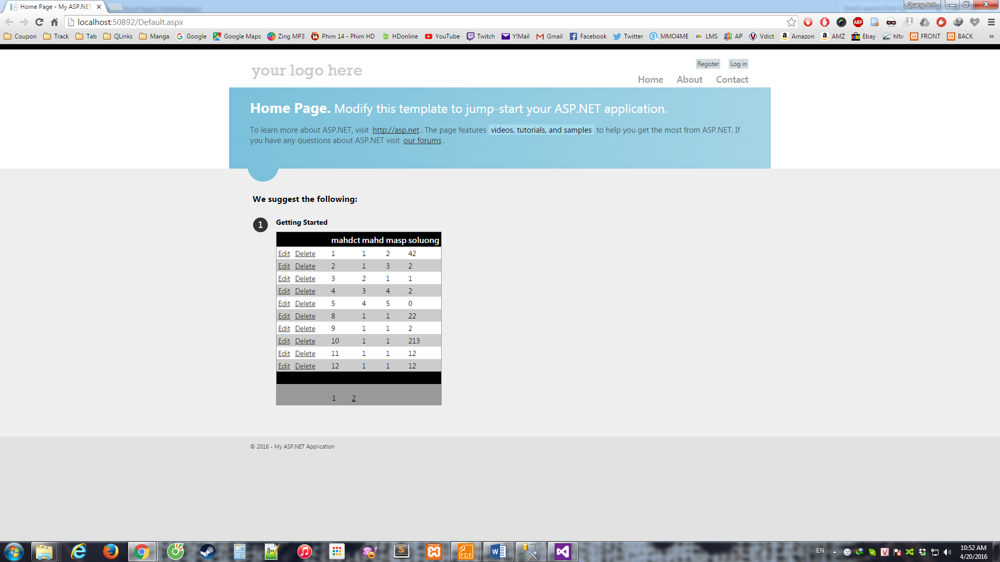 Home Page - My ASP.NET
Quang Anh
localhost:50892/Default.aspx
ABP
Coupon Track Tab QLinks Manga Google Google Maps Zing MP3 Phim 14 - Phim HD HDonline YouTube Twitch Y!Mail Gmail Facebook Twitter MMO4ME LMS AP Vdict Amazon AMZ Ebay hltv FRONT BACK »
your logo here
Register Log in
Home About Contact
Home Page. Modify this template to jump-start your ASP.NET application.
To learn more about ASP.NET, visit http://asp.net. The page features videos, tutorials, and samples to help you get the most from ASP.NET. If
you have any questions about ASP.NET visit our forums.
We suggest the following:
1 Getting Started
mahdct mahd masp soluong
Edit Delete 1 1 2 42
Edit Delete 2 1 3 2
Edit Delete 3 2 1 1
Edit Delete 4 3 4 2
Edit Delete 5 4 5 0
Edit Delete 8 1 1 22
Edit Delete 9 1 1 2
Edit Delete 10 1 1 213
Edit Delete 11 1 1 12
Edit Delete 12 1 1 12
1 2
© 2016 - My ASP.NET Application
EN
10:52 AM
4/20/2016